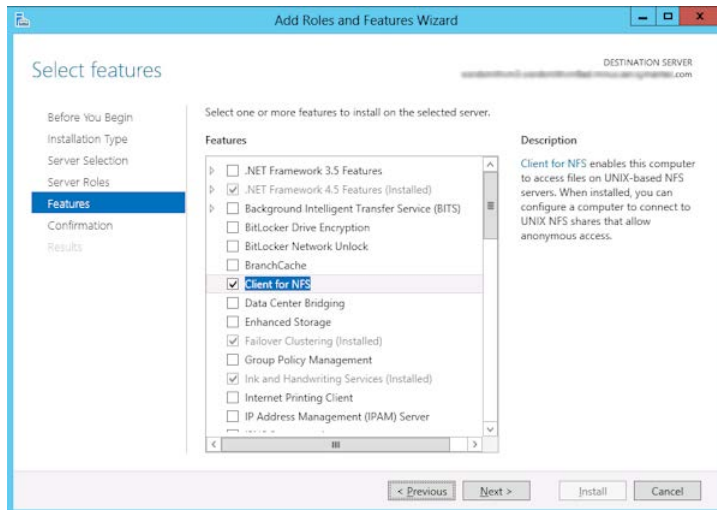 Add Roles and Features Wizard
Select features
DESTINATION SERVER
.com
Before You Begin
Installation Type
Server Selection
Server Roles
Features
Confirmation
Results
Select one or more features to install on the selected server.
Features
.NET Framework 3.5 Features
.NET Framework 4.5 Features (Installed)
Background Intelligent Transfer Service (BITS)
BitLocker Drive Encryption
BitLocker Network Unlock
BranchCache
Client for NFS
Data Center Bridging
Enhanced Storage
Failover Clustering (Installed)
Group Policy Management
Ink and Handwriting Services (Installed)
Internet Printing Client
IP Address Management (IPAM) Server
Description
Client for NFS enables this computer
to access files on UNIX-based NFS
servers. When installed, you can
configure a computer to connect to
UNIX NFS shares that allow
anonymous access.
< Previous
Next >
Install
Cancel